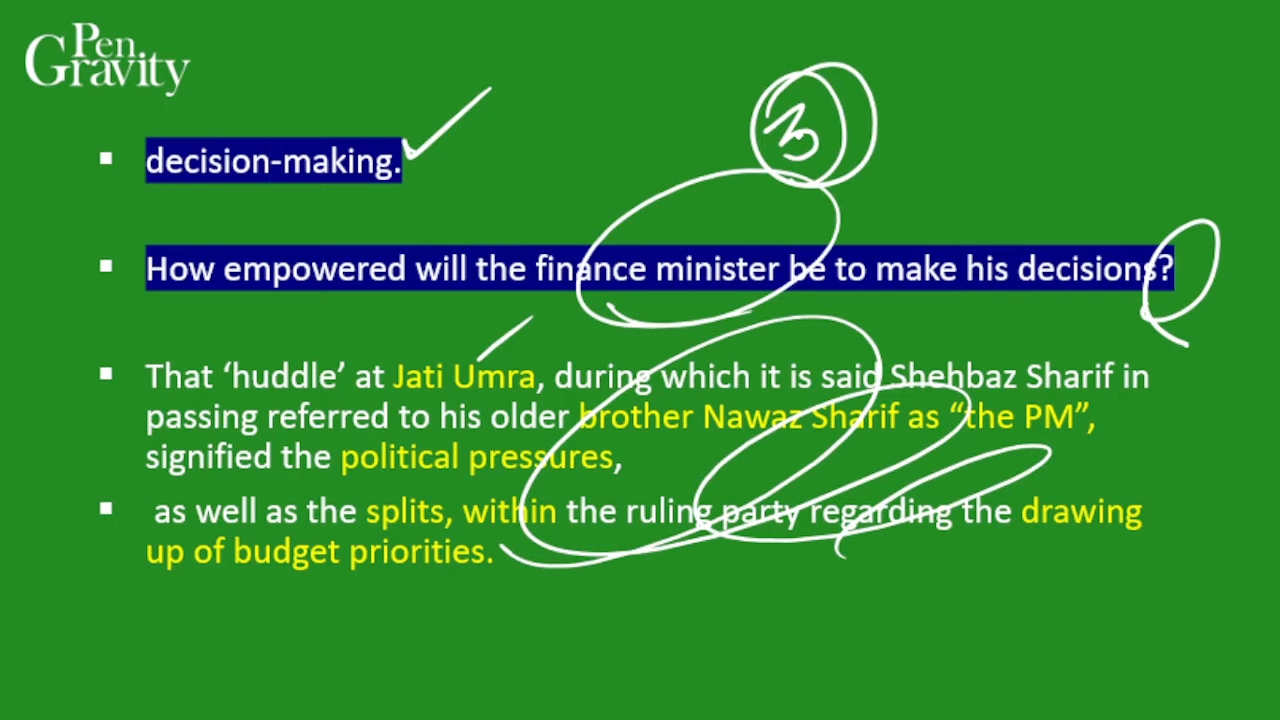 Pen
Gravity
3
decision-making.
How empowered will the finance minister be to make his decisions?
That ‘huddle’ at Jati Umra, during which it is said Shehbaz Sharif in
passing referred to his older brother Nawaz Sharif as “the PM”,
signified the political pressures,
as well as the splits, within the ruling party regarding the drawing
up of budget priorities.